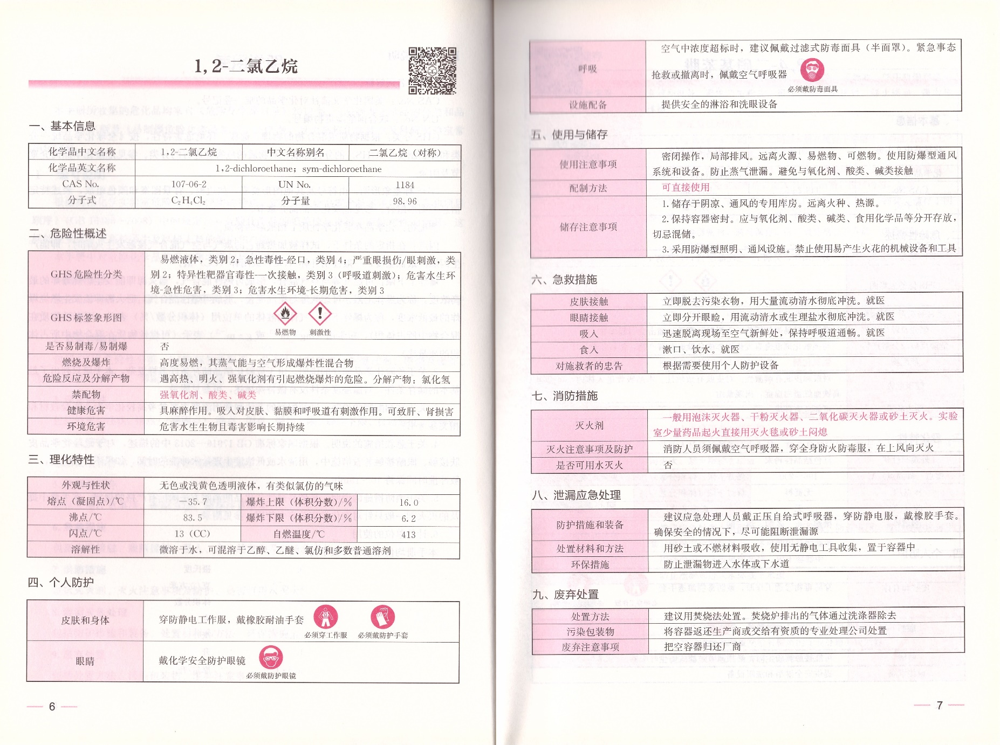 1,2-二氯乙烷
一、基本信息
化学品中文名称 1,2-二氯乙烷 中文名称别名 二氯乙烷（对称）
化学品英文名称 1,2-dichloroethane；sym-dichloroethane
CAS No. 107-06-2 UN No. 1184
分子式 C₂H₄Cl₂ 分子量 98.96
二、危险性概述
GHS危险性分类 易燃液体，类别2；急性毒性-经口，类别4；严重眼损伤/眼刺激，类
别2；特异性靶器官毒性-一次接触，类别3（呼吸道刺激）；危害水生环
境-急性危害，类别3；危害水生环境-长期危害，类别3
GHS标签象形图
易燃物 刺激性
是否易制毒/易制爆 否
燃烧及爆炸 高度易燃，其蒸气能与空气形成爆炸性混合物
危险反应及分解产物 遇高热、明火、强氧化剂有引起燃烧爆炸的危险。分解产物：氯化氢
禁配物 强氧化剂、酸类、碱类
健康危害 具麻醉作用。吸入对皮肤、黏膜和呼吸道有刺激作用。可致肝、肾损害
环境危害 危害水生生物且毒害影响长期持续
三、理化特性
外观与性状 无色或浅黄色透明液体，有类似氯仿的气味
熔点（凝固点）/℃ −35.7 爆炸上限（体积分数）/% 16.0
沸点/℃ 83.5 爆炸下限（体积分数）/% 6.2
闪点/℃ 13（CC） 自燃温度/℃ 413
溶解性 微溶于水，可混溶于乙醇、乙醚、氯仿和多数普通溶剂
四、个人防护
皮肤和身体 穿防静电工作服，戴橡胶耐油手套
必须穿工作服 必须戴防护手套
眼睛 戴化学安全防护眼镜
必须戴防护眼镜
6
呼吸 空气中浓度超标时，建议佩戴过滤式防毒面具（半面罩）。紧急事态
抢救或撤离时，佩戴空气呼吸器
必须戴防毒面具
设施配备 提供安全的淋浴和洗眼设备
五、使用与储存
使用注意事项 密闭操作，局部排风。远离火源、易燃物、可燃物。使用防爆型通风
系统和设备。防止蒸气泄漏。避免与氧化剂、酸类、碱类接触
配制方法 可直接使用
储存注意事项 1.储存于阴凉、通风的专用库房。远离火种、热源。
2.保持容器密封。应与氧化剂、酸类、碱类、食用化学品等分开存放，
切忌混储。
3.采用防爆型照明、通风设施。禁止使用易产生火花的机械设备和工具
六、急救措施
皮肤接触 立即脱去污染衣物，用大量流动清水彻底冲洗。就医
眼睛接触 立即分开眼睑，用流动清水或生理盐水彻底冲洗。就医
吸入 迅速脱离现场至空气新鲜处，保持呼吸道通畅。就医
食入 漱口、饮水。就医
对施救者的忠告 根据需要使用个人防护设备
七、消防措施
灭火剂 一般用泡沫灭火器、干粉灭火器、二氧化碳灭火器或砂土灭火。实验
室少量药品起火直接用灭火毯或砂土闷熄
灭火注意事项及防护 消防人员须佩戴空气呼吸器，穿全身防火防毒服，在上风向灭火
是否可用水灭火 否
八、泄漏应急处理
防护措施和装备 建议应急处理人员戴正压自给式呼吸器，穿防静电服，戴橡胶手套。
确保安全的情况下，尽可能阻断泄漏源
处置材料和方法 用砂土或不燃材料吸收，使用无静电工具收集，置于容器中
环保措施 防止泄漏物进入水体或下水道
九、废弃处置
处置方法 建议用焚烧法处置。焚烧炉排出的气体通过洗涤器除去
污染包装物 将容器返还生产商或交给有资质的专业处理公司处置
废弃注意事项 把空容器归还厂商
7